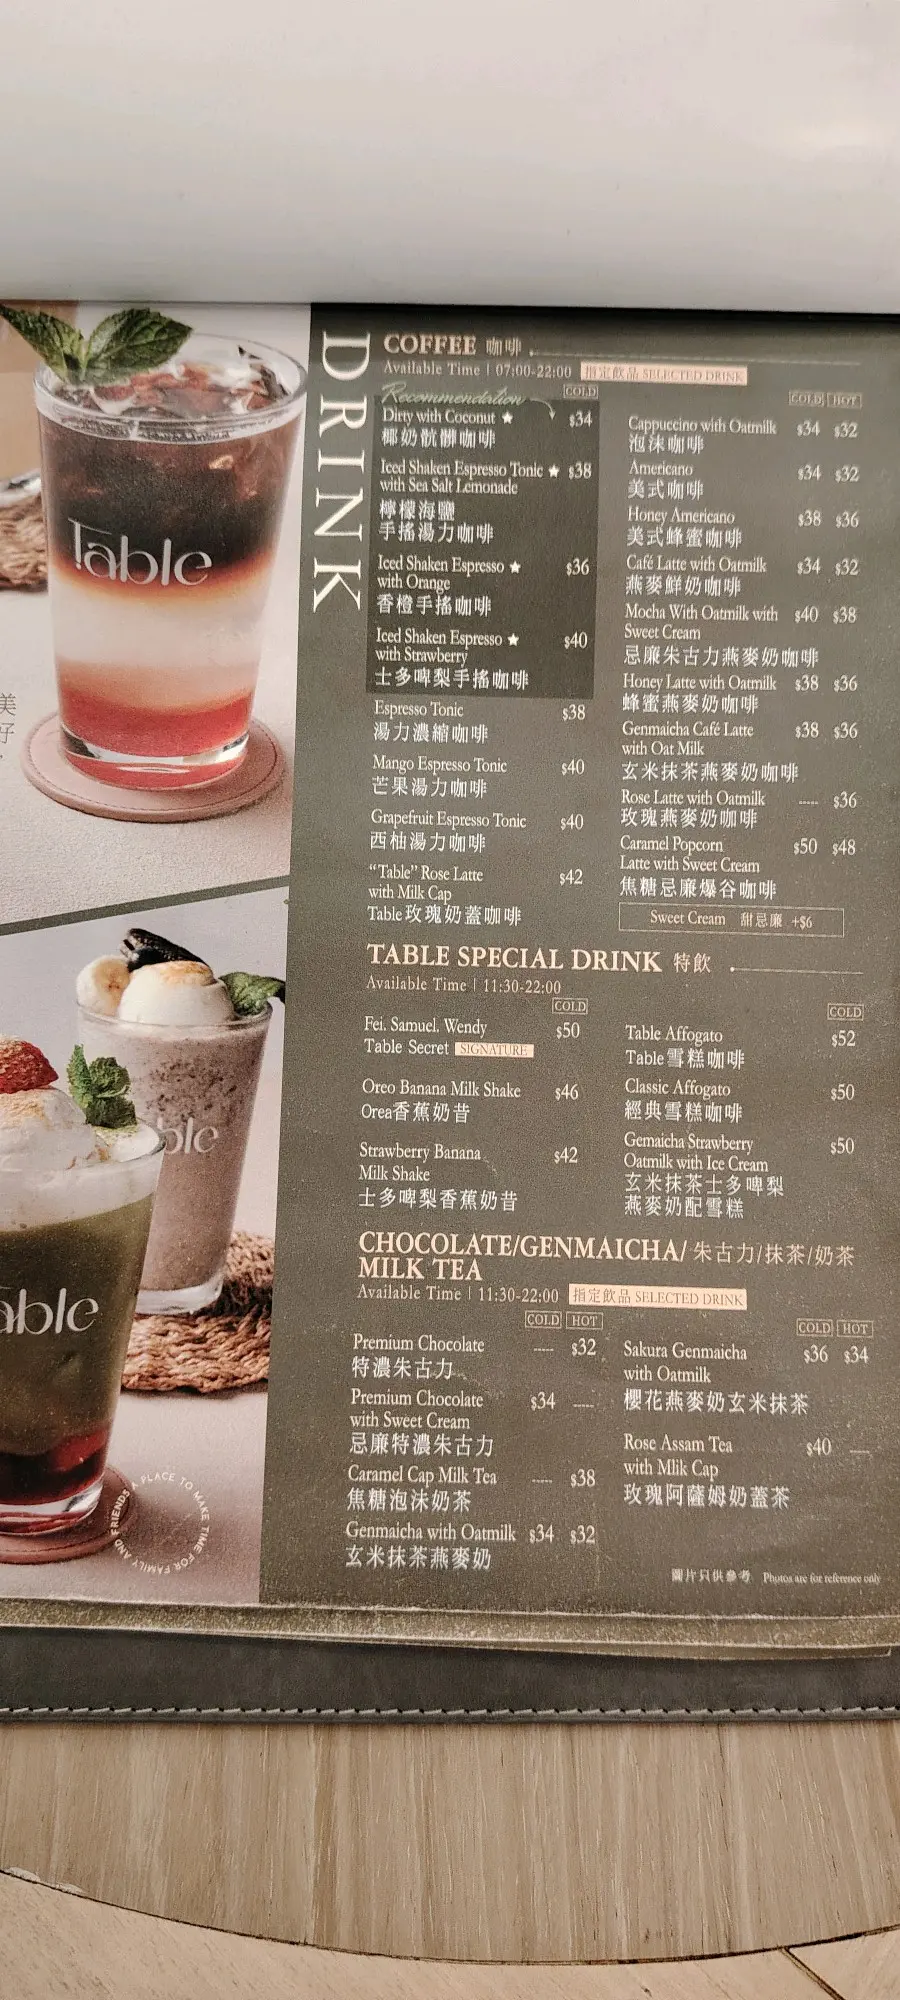 DRINK
COFFEE 咖啡
Available Time | 07:00-22:00 指定飲品 SELECTED DRINK
Recommendation COLD
Dirty with Coconut ★ $34
椰奶骯髒咖啡
Iced Shaken Espresso Tonic ★ $38
with Sea Salt Lemonade
檸檬海鹽
手搖湯力咖啡
Iced Shaken Espresso ★ $36
with Orange
香橙手搖咖啡
Iced Shaken Espresso ★ $40
with Strawberry
士多啤梨手搖咖啡
Espresso Tonic $38
湯力濃縮咖啡
Mango Espresso Tonic $40
芒果湯力咖啡
Grapefruit Espresso Tonic $40
西柚湯力咖啡
“Table” Rose Latte $42
with Milk Cap
Table玫瑰奶蓋咖啡
COLD HOT
Cappuccino with Oatmilk $34 $32
泡沫咖啡
Americano $34 $32
美式咖啡
Honey Americano $38 $36
美式蜂蜜咖啡
Café Latte with Oatmilk $34 $32
燕麥鮮奶咖啡
Mocha With Oatmilk with $40 $38
Sweet Cream
忌廉朱古力燕麥奶咖啡
Honey Latte with Oatmilk $38 $36
蜂蜜燕麥奶咖啡
Genmaicha Café Latte $38 $36
with Oat Milk
玄米抹茶燕麥奶咖啡
Rose Latte with Oatmilk ---- $36
玫瑰燕麥奶咖啡
Caramel Popcorn $50 $48
Latte with Sweet Cream
焦糖忌廉爆谷咖啡
Sweet Cream 甜忌廉 +$6
TABLE SPECIAL DRINK 特飲
Available Time | 11:30-22:00
COLD
Fei. Samuel. Wendy $50
Table Secret SIGNATURE
Oreo Banana Milk Shake $46
Orea香蕉奶昔
Strawberry Banana $42
Milk Shake
士多啤梨香蕉奶昔
COLD
Table Affogato $52
Table雪糕咖啡
Classic Affogato $50
經典雪糕咖啡
Gemaicha Strawberry $50
Oatmilk with Ice Cream
玄米抹茶士多啤梨
燕麥奶配雪糕
CHOCOLATE/GENMAICHA/ 朱古力/抹茶/奶茶
MILK TEA
Available Time | 11:30-22:00 指定飲品 SELECTED DRINK
COLD HOT
Premium Chocolate ---- $32
特濃朱古力
Premium Chocolate $34 ----
with Sweet Cream
忌廉特濃朱古力
Caramel Cap Milk Tea ---- $38
焦糖泡沫奶茶
Genmaicha with Oatmilk $34 $32
玄米抹茶燕麥奶
COLD HOT
Sakura Genmaicha $36 $34
with Oatmilk
櫻花燕麥奶玄米抹茶
Rose Assam Tea $40 ----
with Mlik Cap
玫瑰阿薩姆奶蓋茶
圖片只供參考 Photos are for reference only
Table
美
好
ble
able
A PLACE TO MAKE TIME FOR FAMILY AND FRIENDS